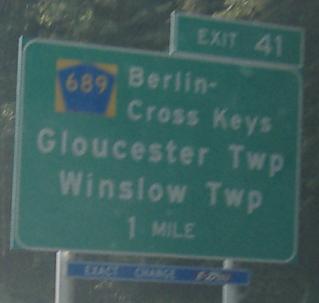 EXIT 41
689 Berlin-
Cross Keys
Gloucester Twp
Winslow Twp
1 MILE
EXACT CHANGE